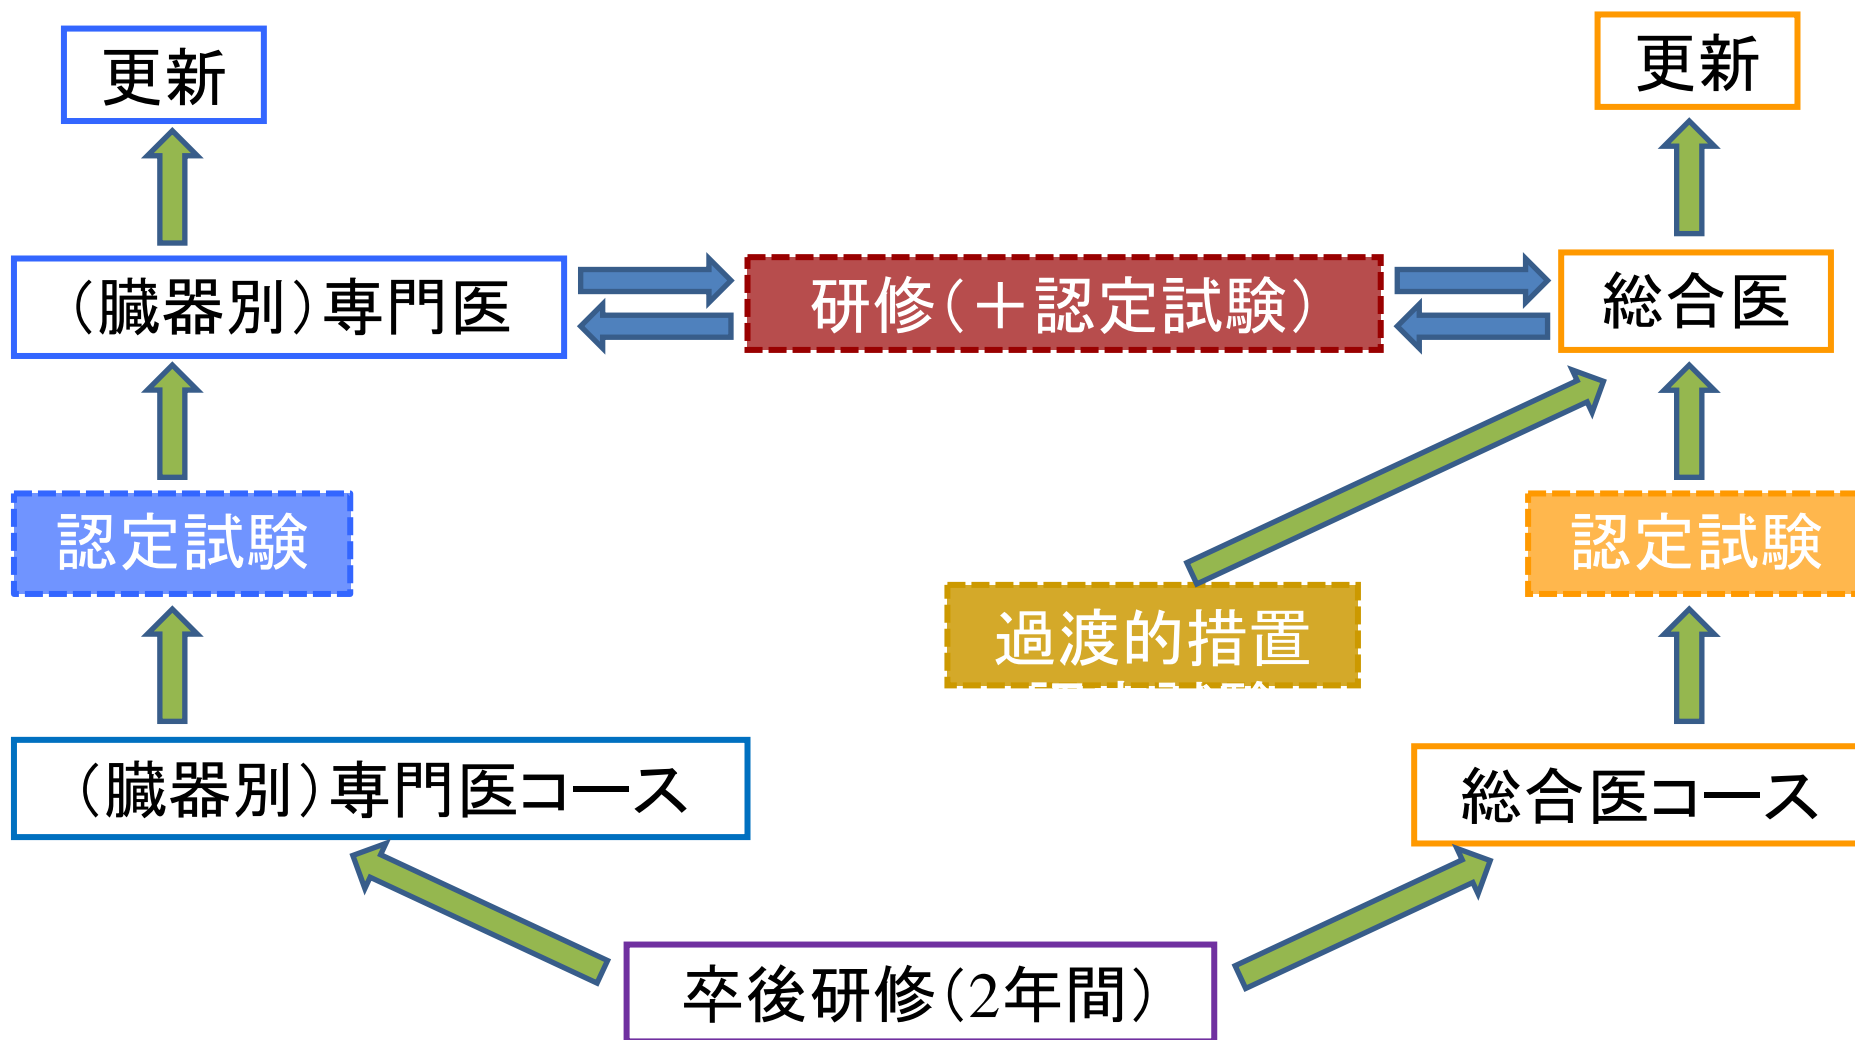 更新
更新
（臓器別）専門医
研修（＋認定試験）
総合医
認定試験
認定試験
過渡的措置
（臓器別）専門医コース
総合医コース
卒後研修（2年間）